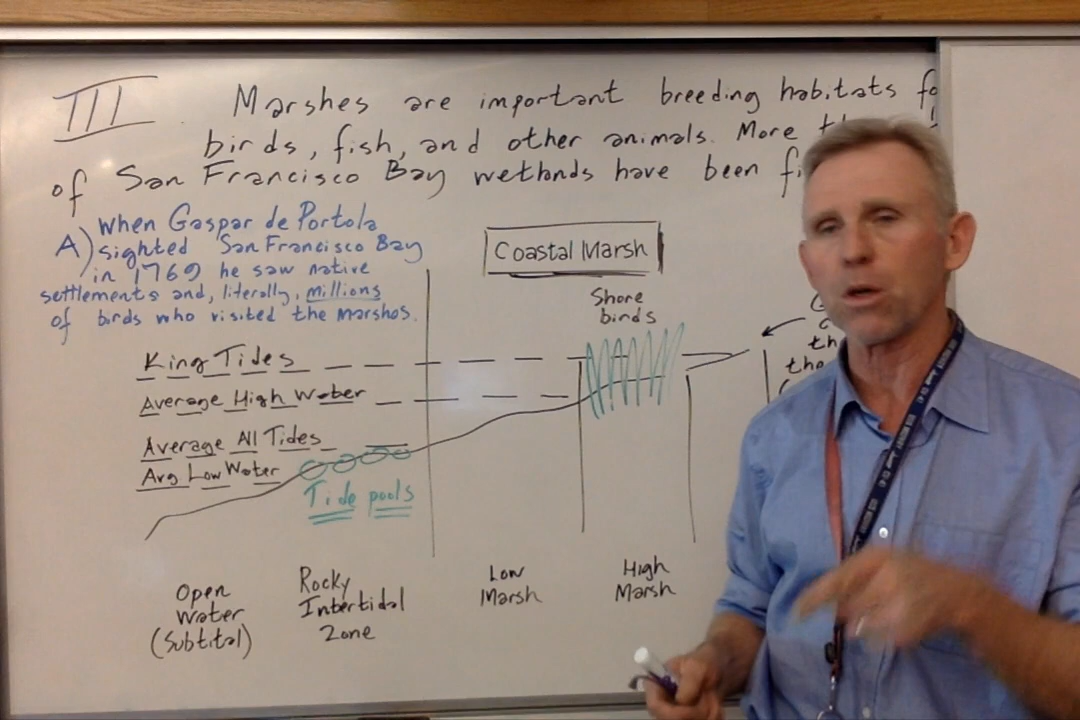 III Marshes are important breeding habitats
birds, fish, and other animals. More
of San Francisco Bay wetlands have been
A) when Gaspar de Portola
sighted San Francisco Bay
in 1769 he saw native
settlements and, literally, millions
of birds who visited the marshes.
Coastal Marsh
Shore
birds
King Tides
Average High Water
Average All Tides
Avg Low Water
Tide pools
Open
Water
(Subtital)
Rocky
Intertidal
Zone
Low
Marsh
High
Marsh